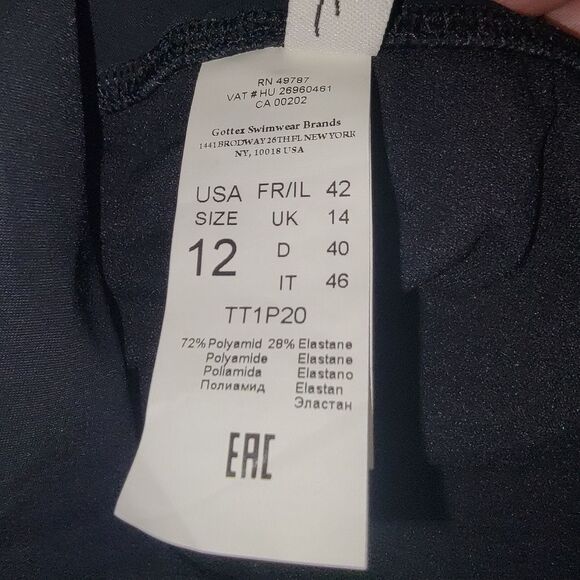 RN 49787
VAT # HU 26960461
CA 00202
Gottex Swimwear Brands
1441 BRODWAY 26TH FL NEW YORK
NY, 10018 USA
USA FR/IL 42
SIZE UK 14
12 D 40
IT 46
TT1P20
72% Polyamid 28% Elastane
Polyamide Elastane
Poliamida Elastano
Полиамид Elastan
Эластан
EAC